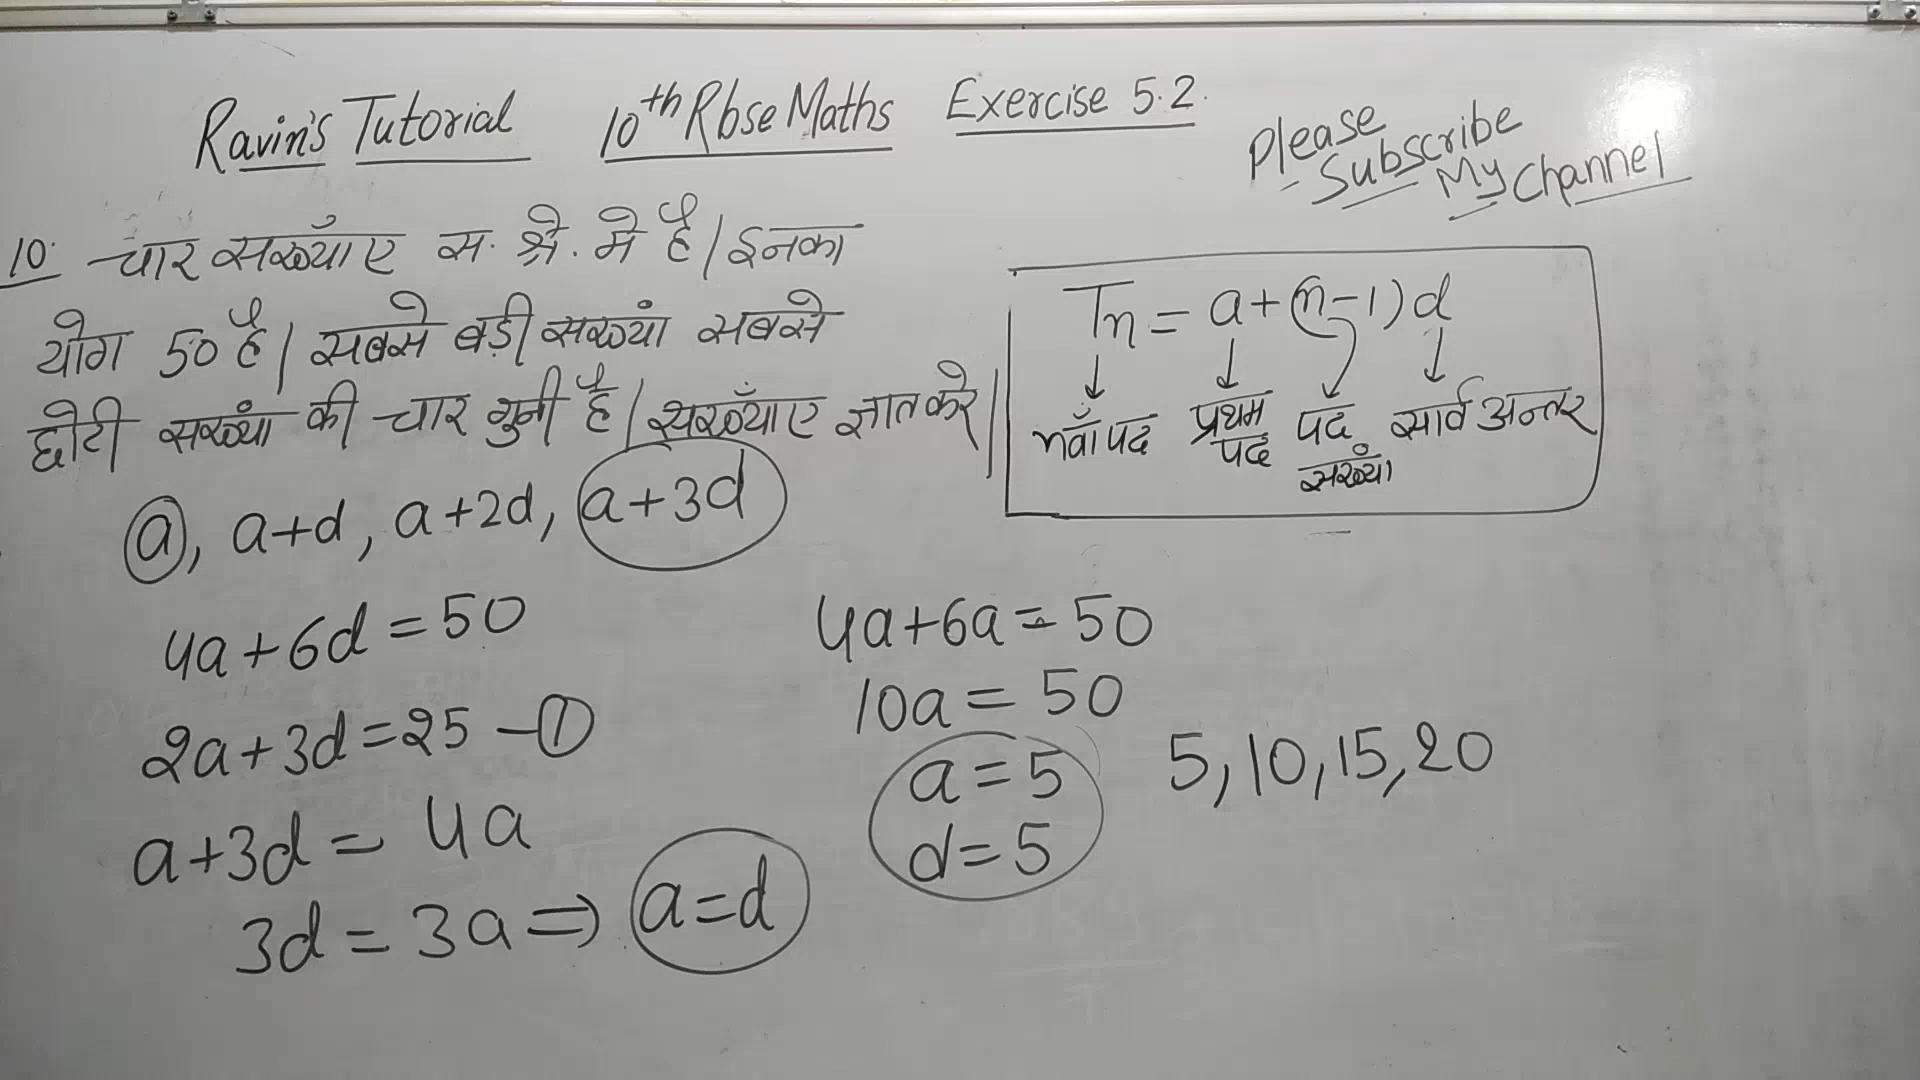 Ravin's Tutorial 10th Rbse Maths Exercise 5.2.
Please
Subscribe
My Channel
10. चार सख्याँए स. श्रे. मे है | इनका
योग 50 है | सबसे बड़ी सख्यां सबसे
छोटी सख्यां की चार गुनी है | सख्याँए ज्ञात करे |
Tn = a+(n-1)d
↓ ↓ ↓ ↓
nवाँ पद प्रथम पद सार्व अन्तर
पद सख्यां
a, a+d, a+2d, a+3d
4a+6d=50
2a+3d=25 -①
a+3d= 4a
3d = 3a ⇒ a=d
4a+6a=50
10a=50
a=5
d=5
5,10,15,20